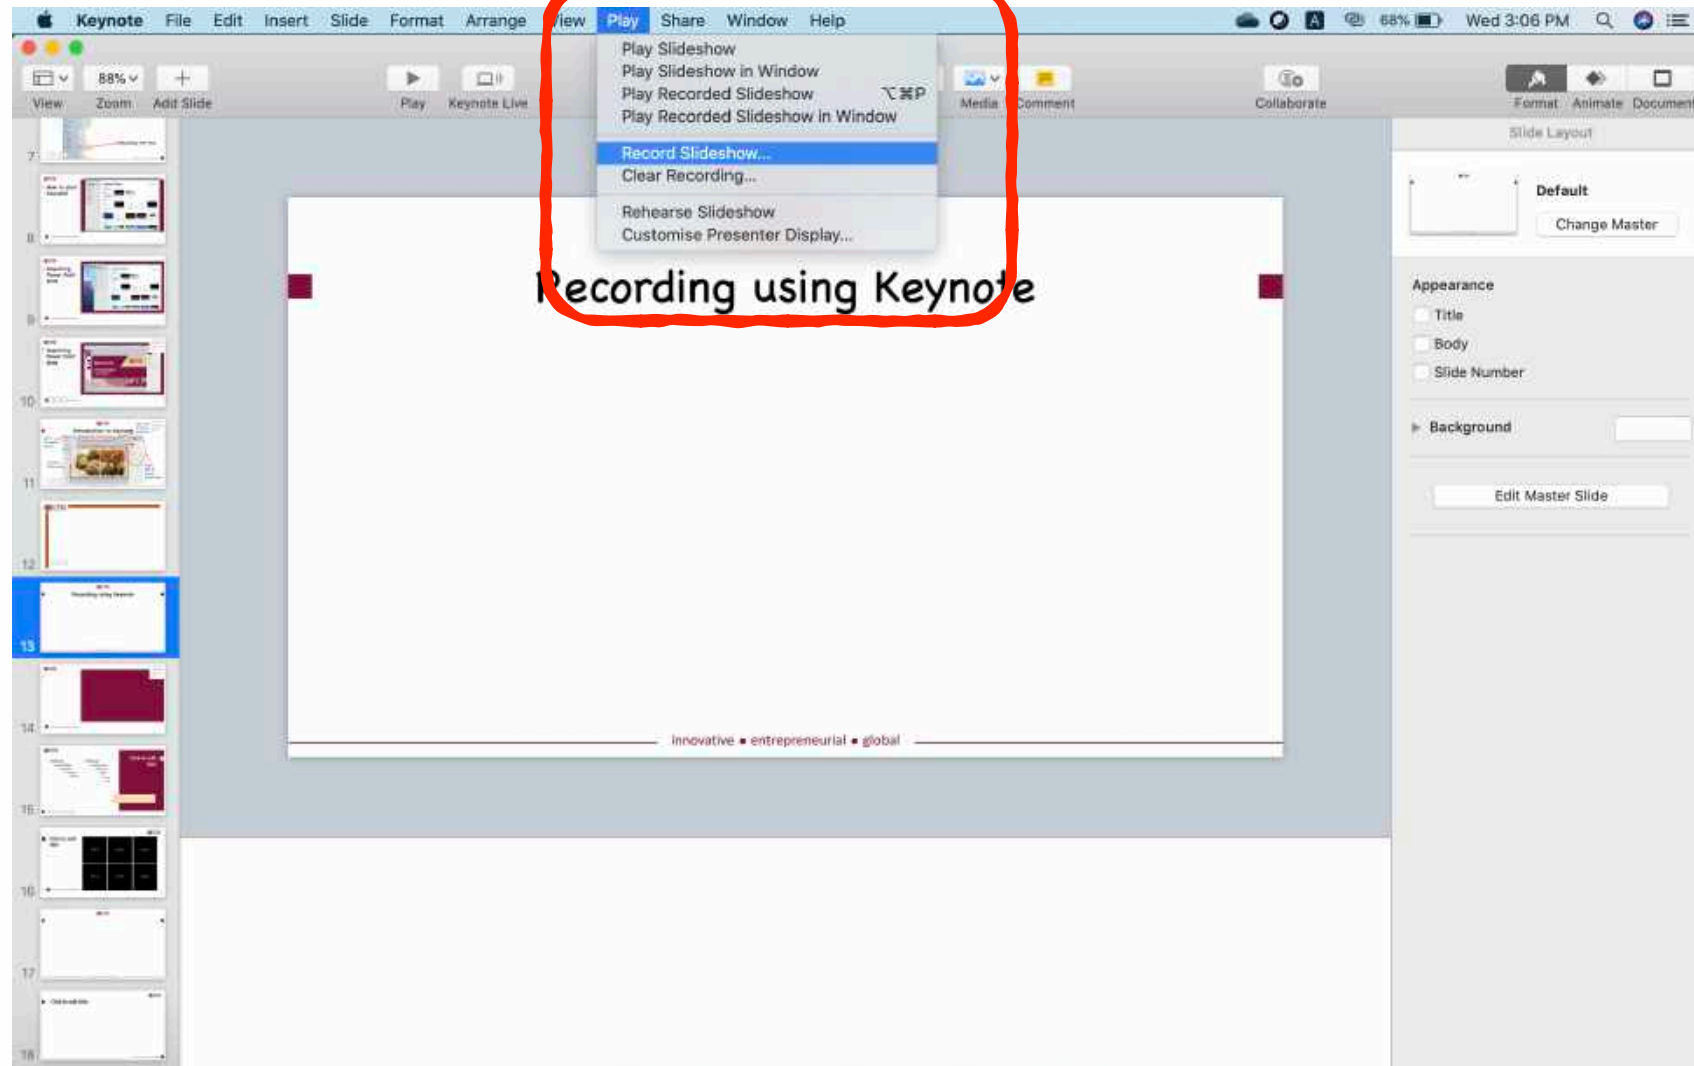 Keynote File Edit Insert Slide Format Arrange View Play Share Window Help 68% Wed 3:06 PM
88%
View Zoom Add Slide Play Keynote Live Media Comment Collaborate Format Animate Document
Play Slideshow
Play Slideshow in Window
Play Recorded Slideshow ⌥⌘P
Play Recorded Slideshow in Window
Record Slideshow...
Clear Recording...
Rehearse Slideshow
Customise Presenter Display...
Slide Layout
Default
Change Master
Appearance
Title
Body
Slide Number
Background
Edit Master Slide
Recording using Keynote
innovative • entrepreneurial • global
7
8
9
10
11
12
Recording using Keynote
13
14
15
16
17
18